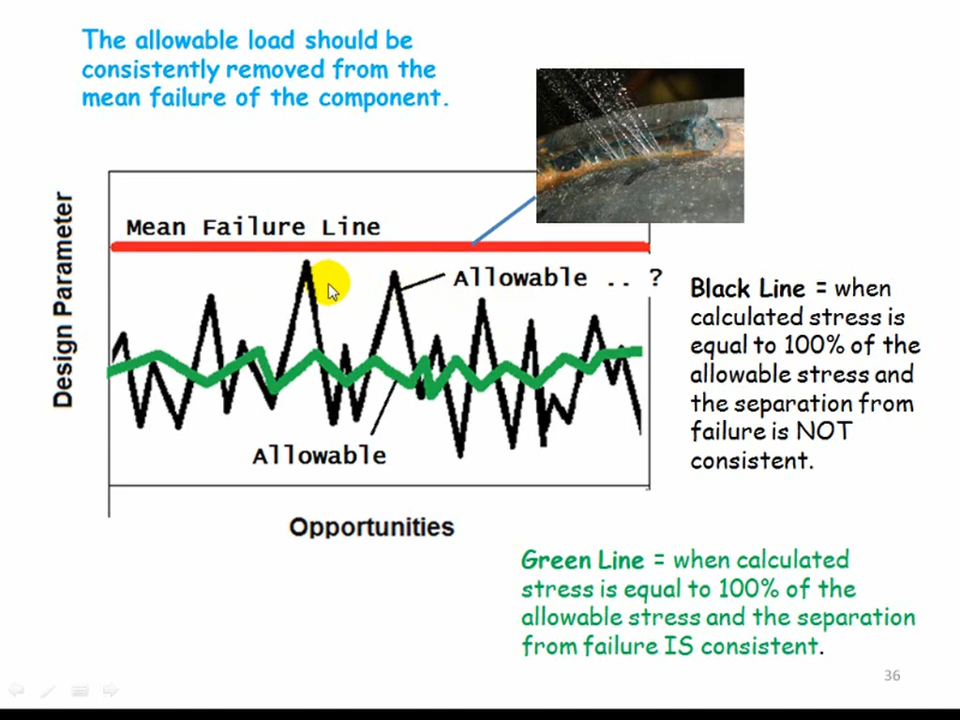 The allowable load should be
consistently removed from the
mean failure of the component.
Mean Failure Line
Allowable .. ?
Design Parameter
Black Line = when
calculated stress is
equal to 100% of the
allowable stress and
the separation from
failure is NOT
consistent.
Allowable
Opportunities
Green Line = when calculated
stress is equal to 100% of the
allowable stress and the separation
from failure IS consistent.
36